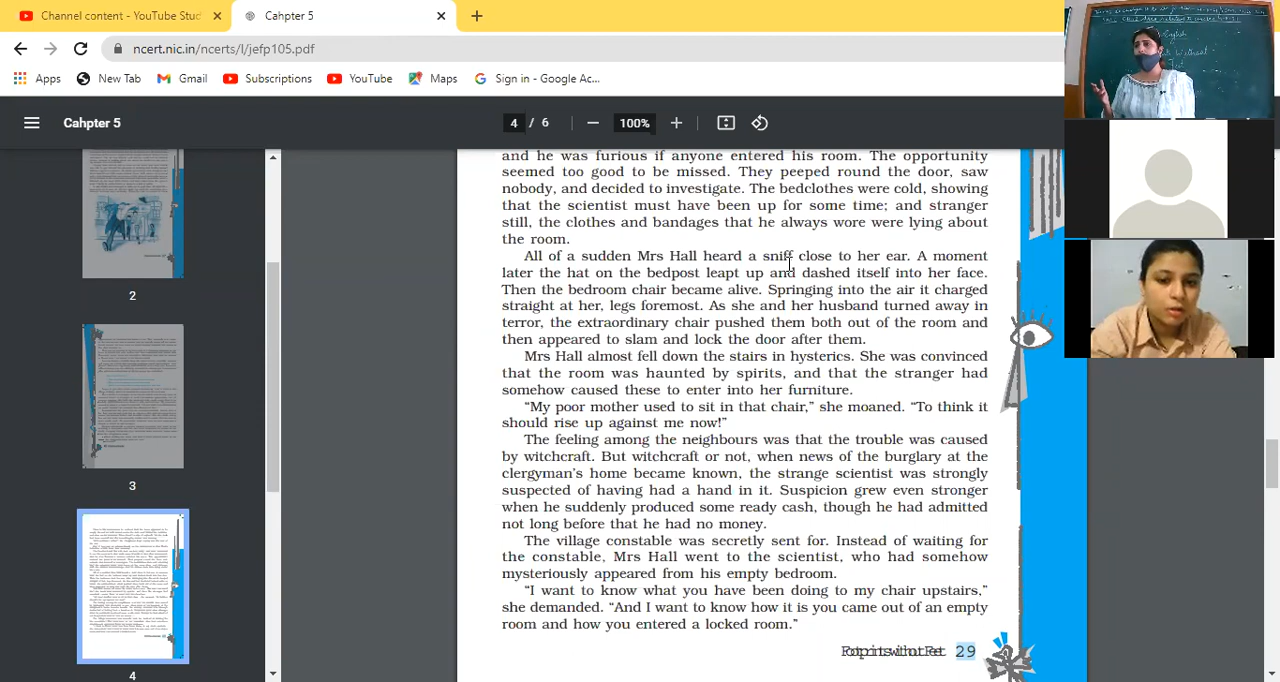 Channel content - YouTube Stud
Cahpter 5
ncert.nic.in/ncerts/l/jefp105.pdf
Apps
New Tab
Gmail
Subscriptions
YouTube
Maps
Sign in - Google Ac...
Cahpter 5
4 / 6
100%
2
3
4
and he was furious if anyone entered his room. The opportunity
seemed too good to be missed. They peeped round the door, saw
nobody, and decided to investigate. The bedclothes were cold, showing
that the scientist must have been up for some time; and stranger
still, the clothes and bandages that he always wore were lying about
the room.
All of a sudden Mrs Hall heard a sniff close to her ear. A moment
later the hat on the bedpost leapt up and dashed itself into her face.
Then the bedroom chair became alive. Springing into the air it charged
straight at her, legs foremost. As she and her husband turned away in
terror, the extraordinary chair pushed them both out of the room and
then appeared to slam and lock the door after them.
Mrs Hall almost fell down the stairs in hysterics. She was convinced
that the room was haunted by spirits, and that the stranger had
somehow caused these to enter into her furniture.
“My poor mother used to sit in that chair,” she moaned. “To think it
should rise up against me now!”
The feeling among the neighbours was that the trouble was caused
by witchcraft. But witchcraft or not, when news of the burglary at the
clergyman’s home became known, the strange scientist was strongly
suspected of having had a hand in it. Suspicion grew even stronger
when he suddenly produced some ready cash, though he had admitted
not long before that he had no money.
The village constable was secretly sent for. Instead of waiting for
the constable, Mrs Hall went to the scientist, who had somehow
mysteriously appeared from his empty bedroom.
“I want to know what you have been doing to my chair upstairs,”
she demanded. “And I want to know how it is you came out of an empty
room and how you entered a locked room.”
29
English
Without